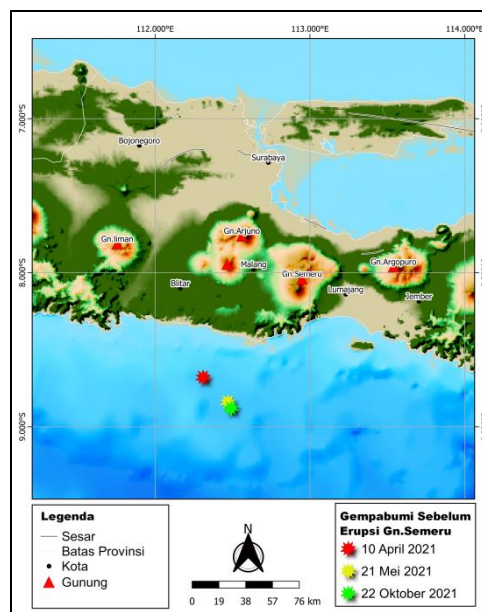 112.000°S
113.000°S
114.000°S
7.000°S
Bojonegoro
Surabaya
Gn.liman
Gn.Arjuno
Malang
8.000°S
Blitar
Gn.Semeru
Lumajang
Gn.Argopuro
Jember
9.000°S
Legenda
Sesar
Batas Provinsi
Kota
Gunung
N
0 19 38 57 76 km
Gempabumi Sebelum
Erupsi Gn.Semeru
10 April 2021
21 Mei 2021
22 Oktober 2021